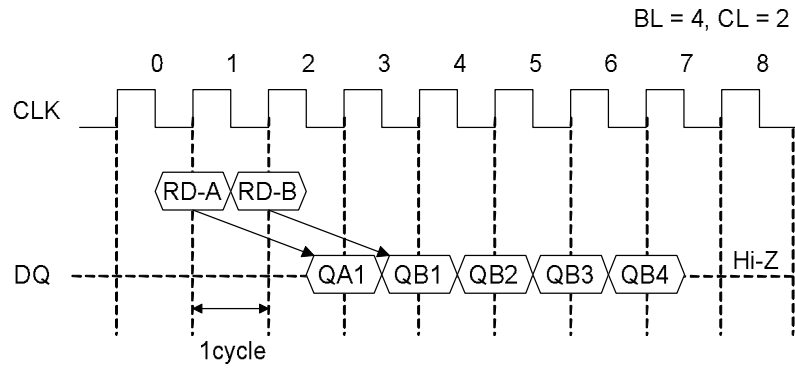 BL = 4, CL = 2
0 1 2 3 4 5 6 7 8
CLK
RD-A RD-B
DQ QA1 QB1 QB2 QB3 QB4 Hi-Z
1cycle